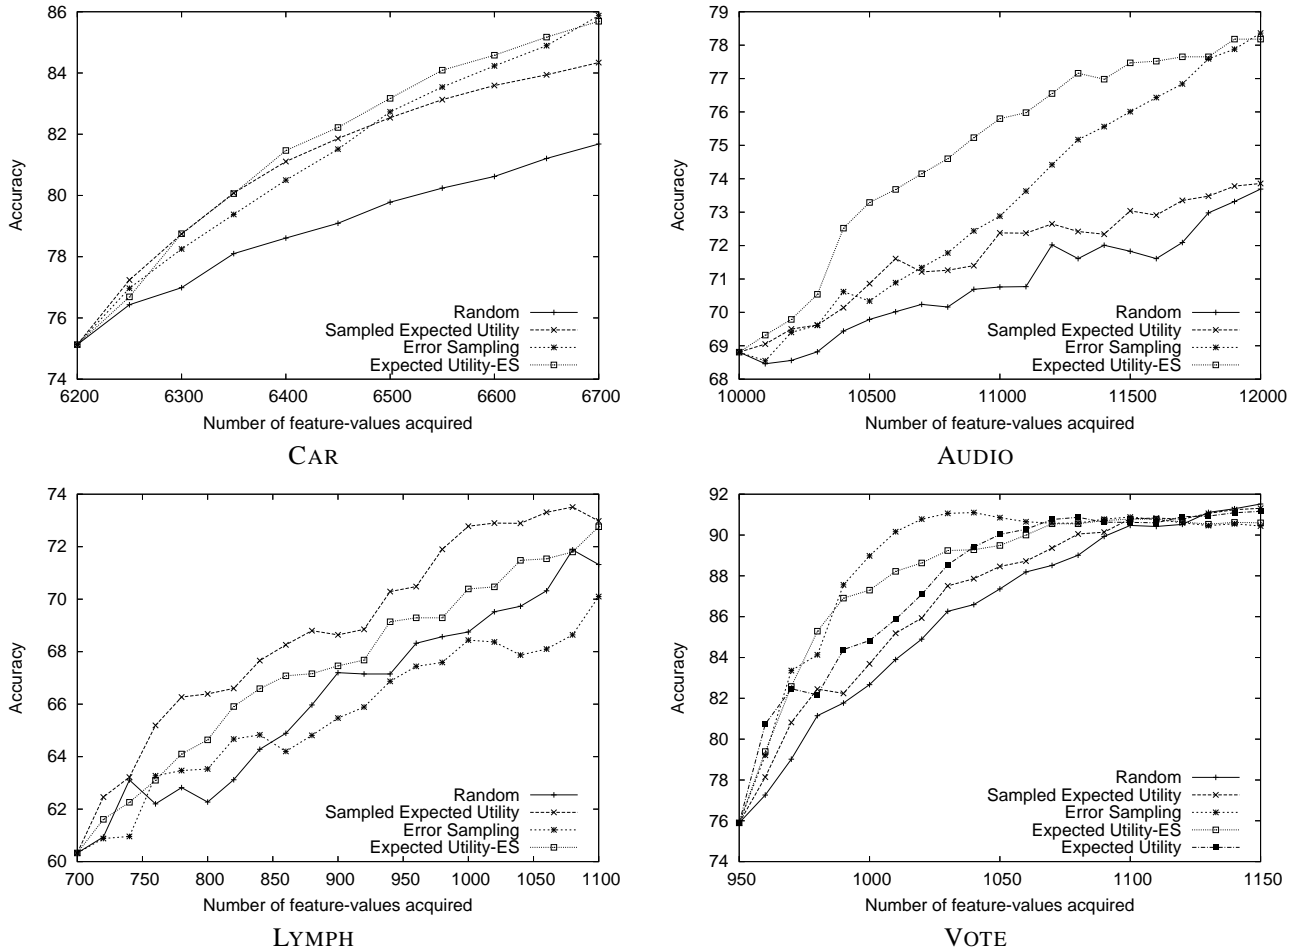 86
84
82
80
78
76
74
6200
6300
6400
6500
6600
6700
Accuracy
Number of feature-values acquired
Random
Sampled Expected Utility
Error Sampling
Expected Utility-ES
CAR
79
78
77
76
75
74
73
72
71
70
69
68
10000
10500
11000
11500
12000
Accuracy
Number of feature-values acquired
Random
Sampled Expected Utility
Error Sampling
Expected Utility-ES
AUDIO
74
72
70
68
66
64
62
60
700
750
800
850
900
950
1000
1050
1100
Accuracy
Number of feature-values acquired
Random
Sampled Expected Utility
Error Sampling
Expected Utility-ES
LYMPH
92
90
88
86
84
82
80
78
76
74
950
1000
1050
1100
1150
Accuracy
Number of feature-values acquired
Random
Sampled Expected Utility
Error Sampling
Expected Utility-ES
Expected Utility
VOTE